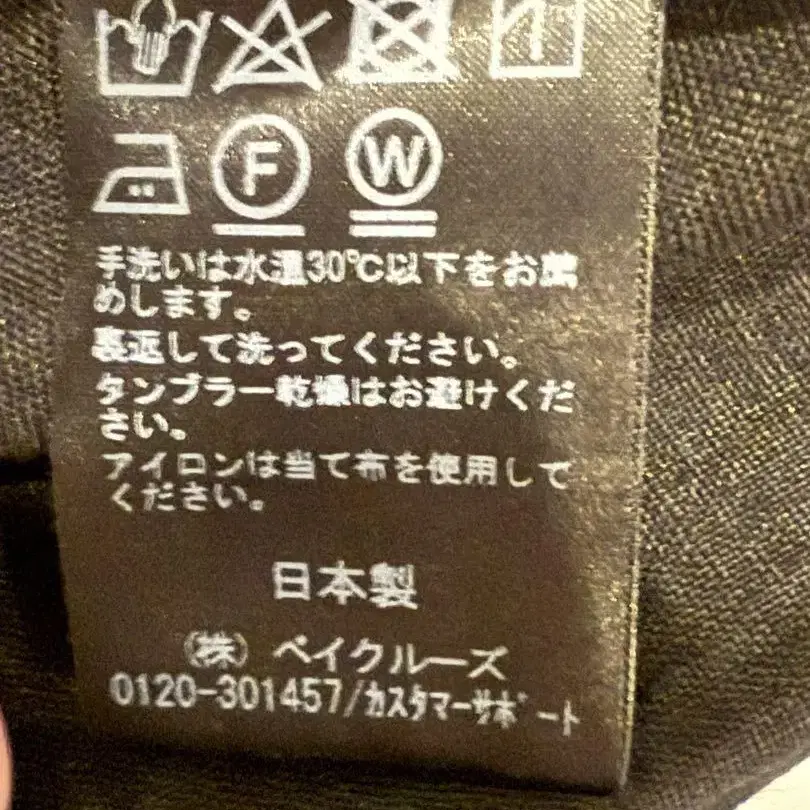 F W
手洗いは水温30℃以下をお薦
めします。
裏返して洗ってください。
タンブラー乾燥はお避けくだ
さい。
アイロンは当て布を使用して
ください。
日本製
(株) ベイクルーズ
0120-301457/カスタマーサポート